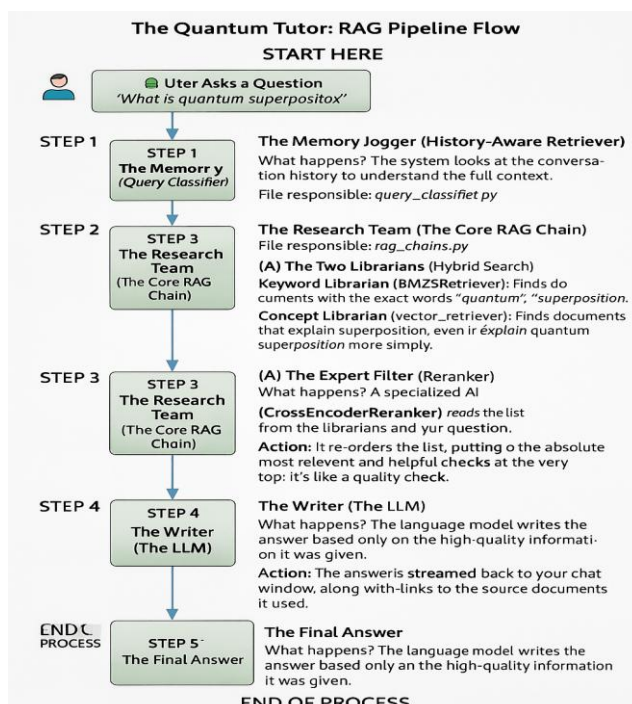 The Quantum Tutor: RAG Pipeline Flow
START HERE
Uter Asks a Question
'What is quantum superpositox"
STEP 1
STEP 1
The Memor y
(Query Classifier)
The Memory Jogger (History-Aware Retriever)
What happens? The system looks at the conversa-
tion history to understand the full context.
File responsible: query_classifiet py
STEP 2
STEP 3
The Research
Team
(The Core RAG
Chain)
The Research Team (The Core RAG Chain)
File responsible: rag_chains.py
(A) The Two Librarians (Hybrid Search)
Keyword Librarian (BMZSRetriever): Finds do
cuments with the exact words "quantum", "superposition.
Concept Librarian (vector_retriever): Finds documents
that explain superposition, even ir éxplain quantum
superposition more simply.
STEP 3
STEP 3
The Research
Team
(The Core RAG
Chain)
(A) The Expert Filter (Reranker)
What happens? A specialized AI
(CrossEncoderReranker) reads the list
from the librarians and yur question.
Action: It re-orders the list, putting o the absolute
most relevent and helpful checks at the very
top: it's like a quality check.
STEP 4
STEP 4
The Writer
(The LLM)
The Writer (The LLM)
What happens? The language model writes the
answer based only on the high-quality informati-
on it was given.
Action: The answeris streamed back to your chat
window, along with-links to the source documents
it used.
END C
PROCESS
STEP 5
The Final Answer
The Final Answer
What happens? The language model writes the
answer based only an the high-quality information
it was given.
END OF PROCESS